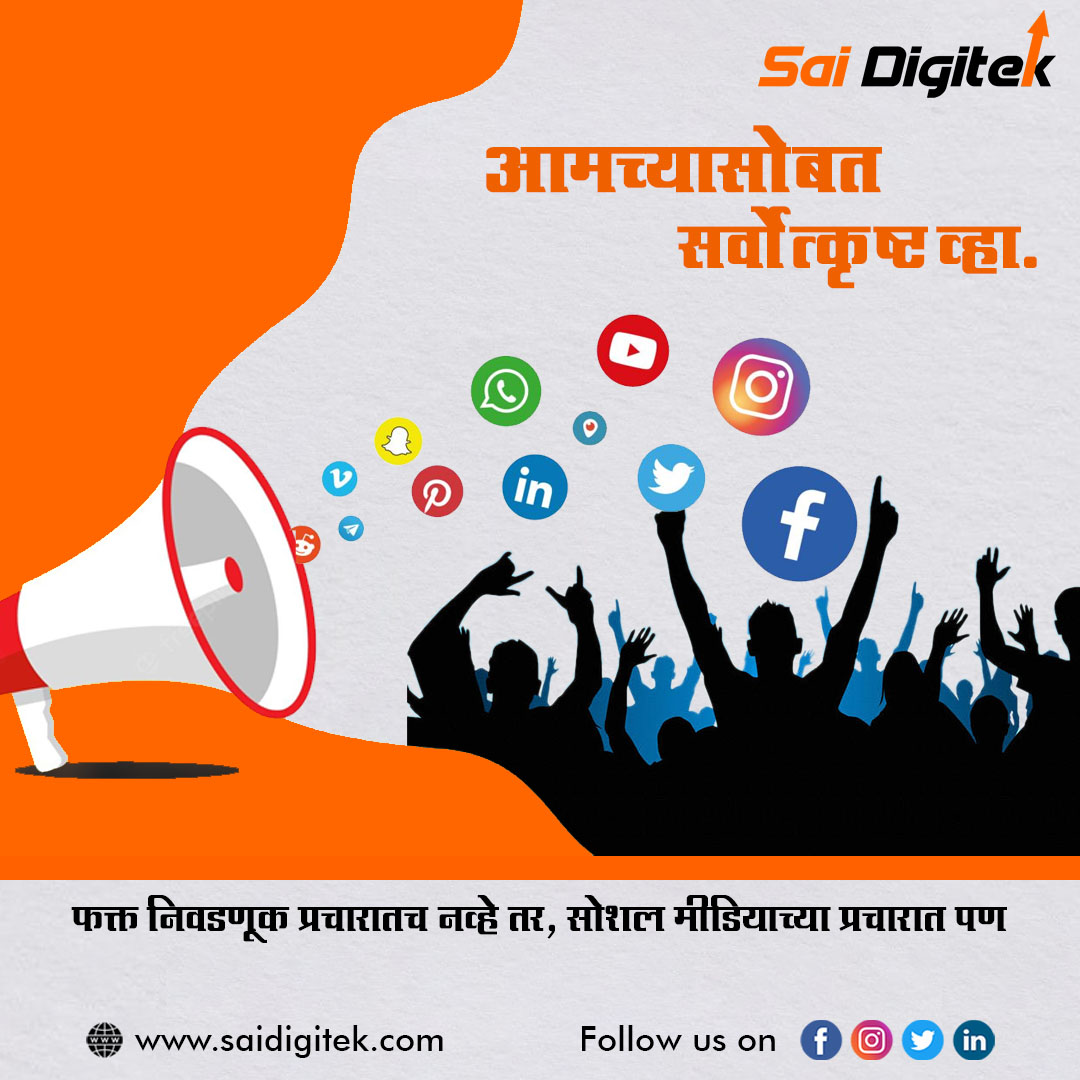 Sai Digitek
आमच्यासोबत
सर्वोत्कृष्ट व्हा.
फक्त निवडणूक प्रचारातच नव्हे तर, सोशल मीडियाच्या प्रचारात पण
www.saidigitek.com
Follow us on